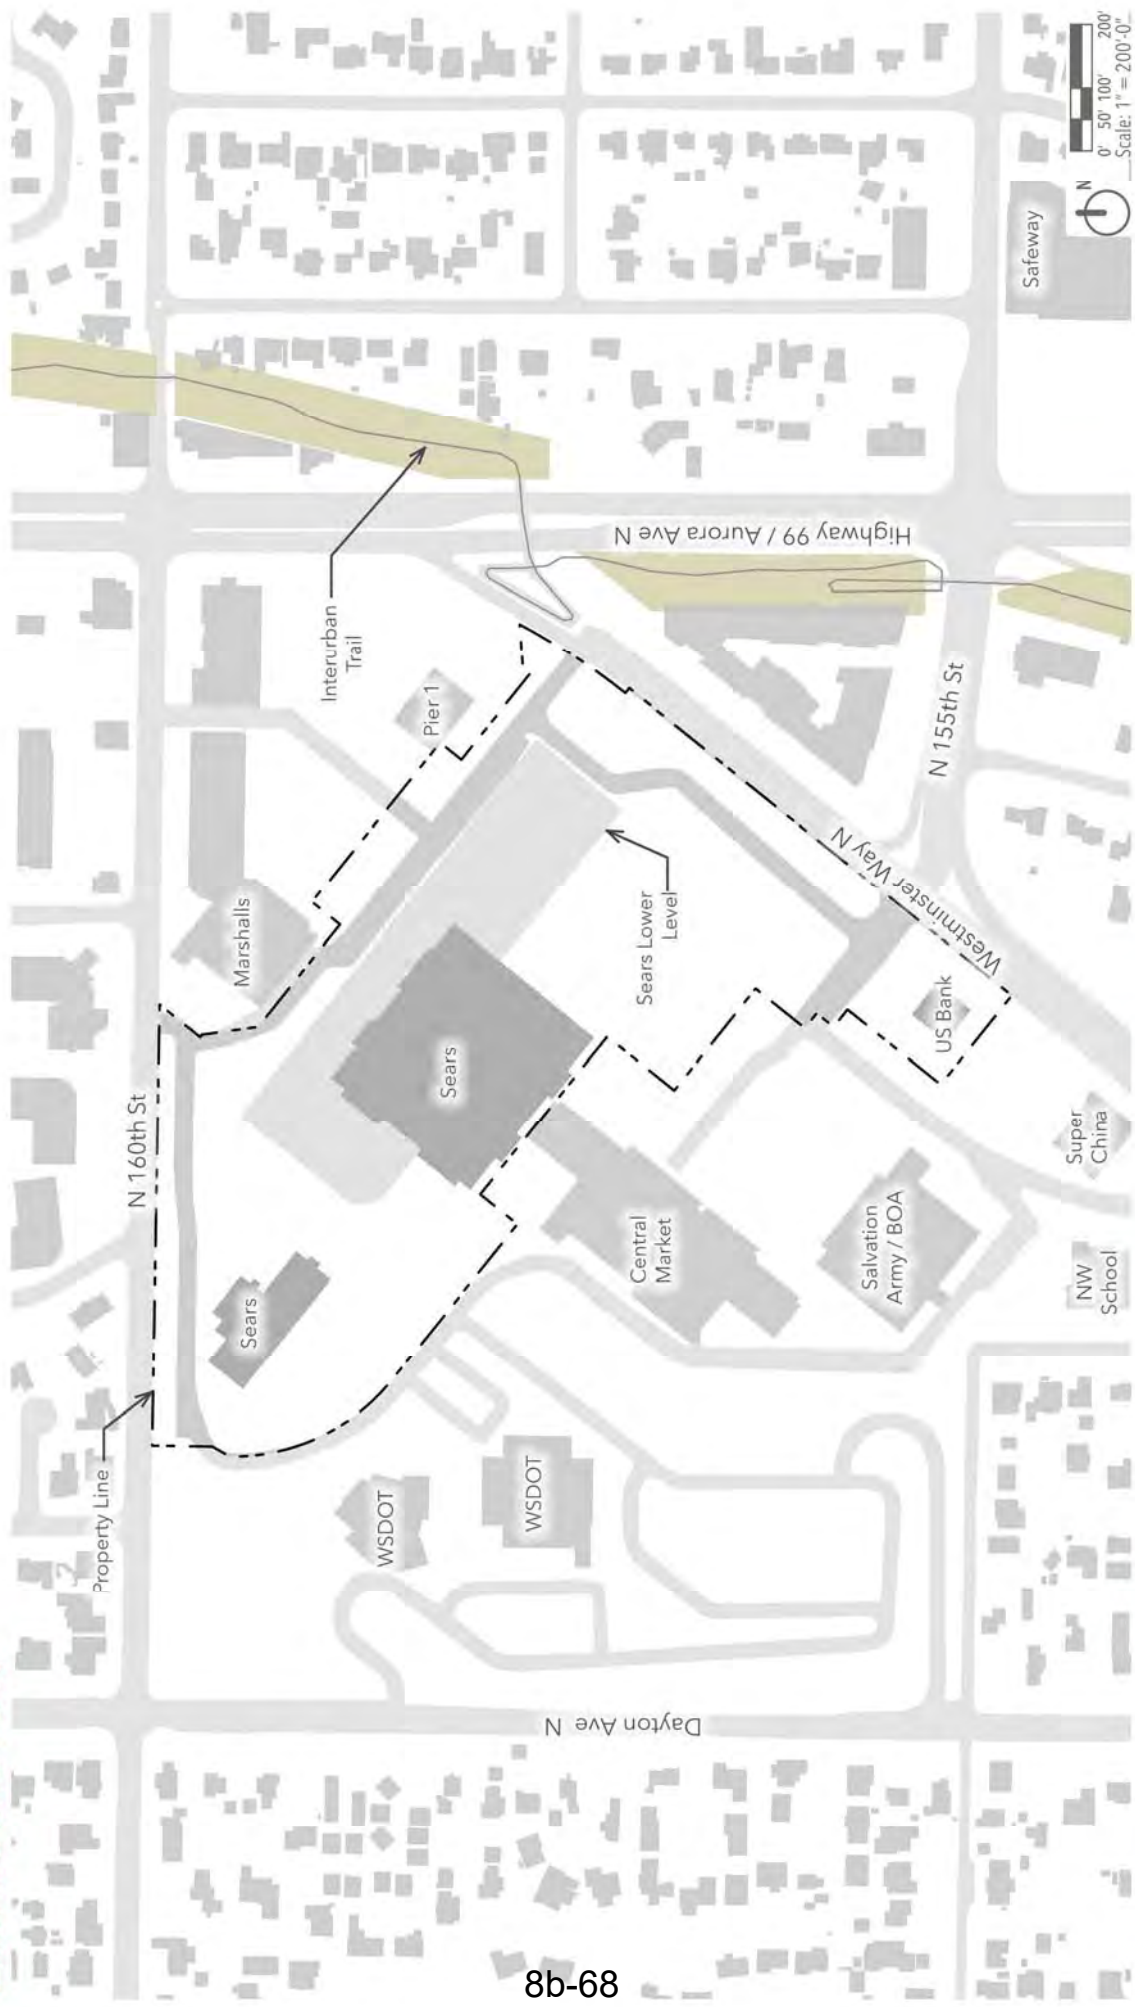 Property Line
N 160th St
Sears
Marshalls
Interurban
Trail
Pier 1
Sears
Sears Lower
Level
Highway 99 / Aurora Ave N
WSDOT
WSDOT
Central
Market
Dayton Ave N
Salvation
Army / BOA
US Bank
Westminster Way N
N 155th St
NW
School
Super
China
Safeway
N
0' 50' 100' 200'
Scale: 1" = 200'-0"
8b-68